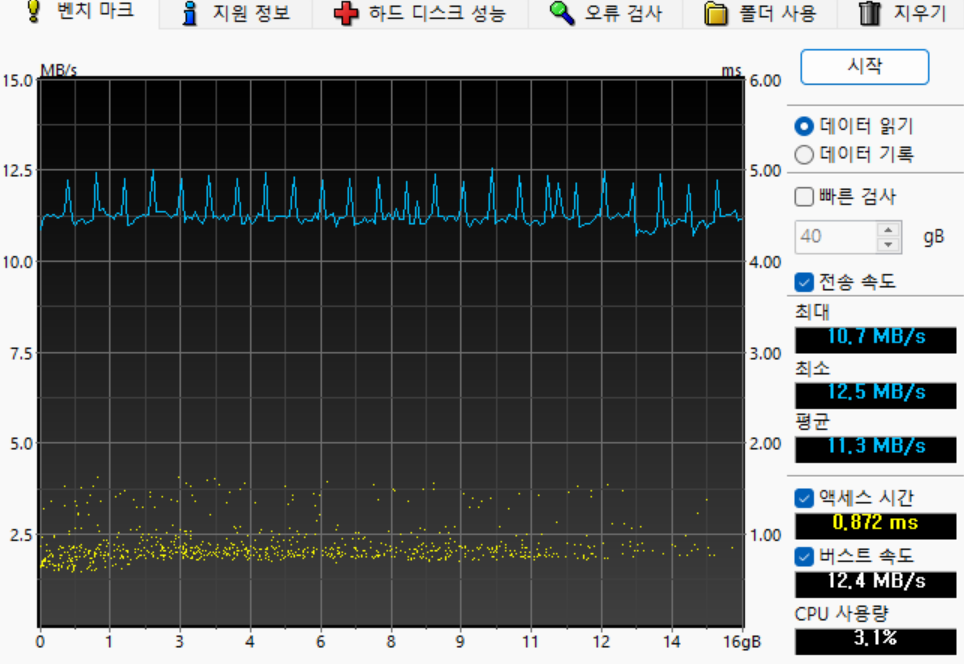 벤치 마크 지원 정보 하드 디스크 성능 오류 검사 폴더 사용 지우기
MB/s
ms
15.0
12.5
10.0
7.5
5.0
2.5
6.00
5.00
4.00
3.00
2.00
1.00
0 1 3 4 6 8 9 11 12 14 16gB
시작
데이터 읽기
데이터 기록
빠른 검사
40 gB
전송 속도
최대
10,7 MB/s
최소
12,5 MB/s
평균
11,3 MB/s
액세스 시간
0,872 ms
버스트 속도
12,4 MB/s
CPU 사용량
3,1%